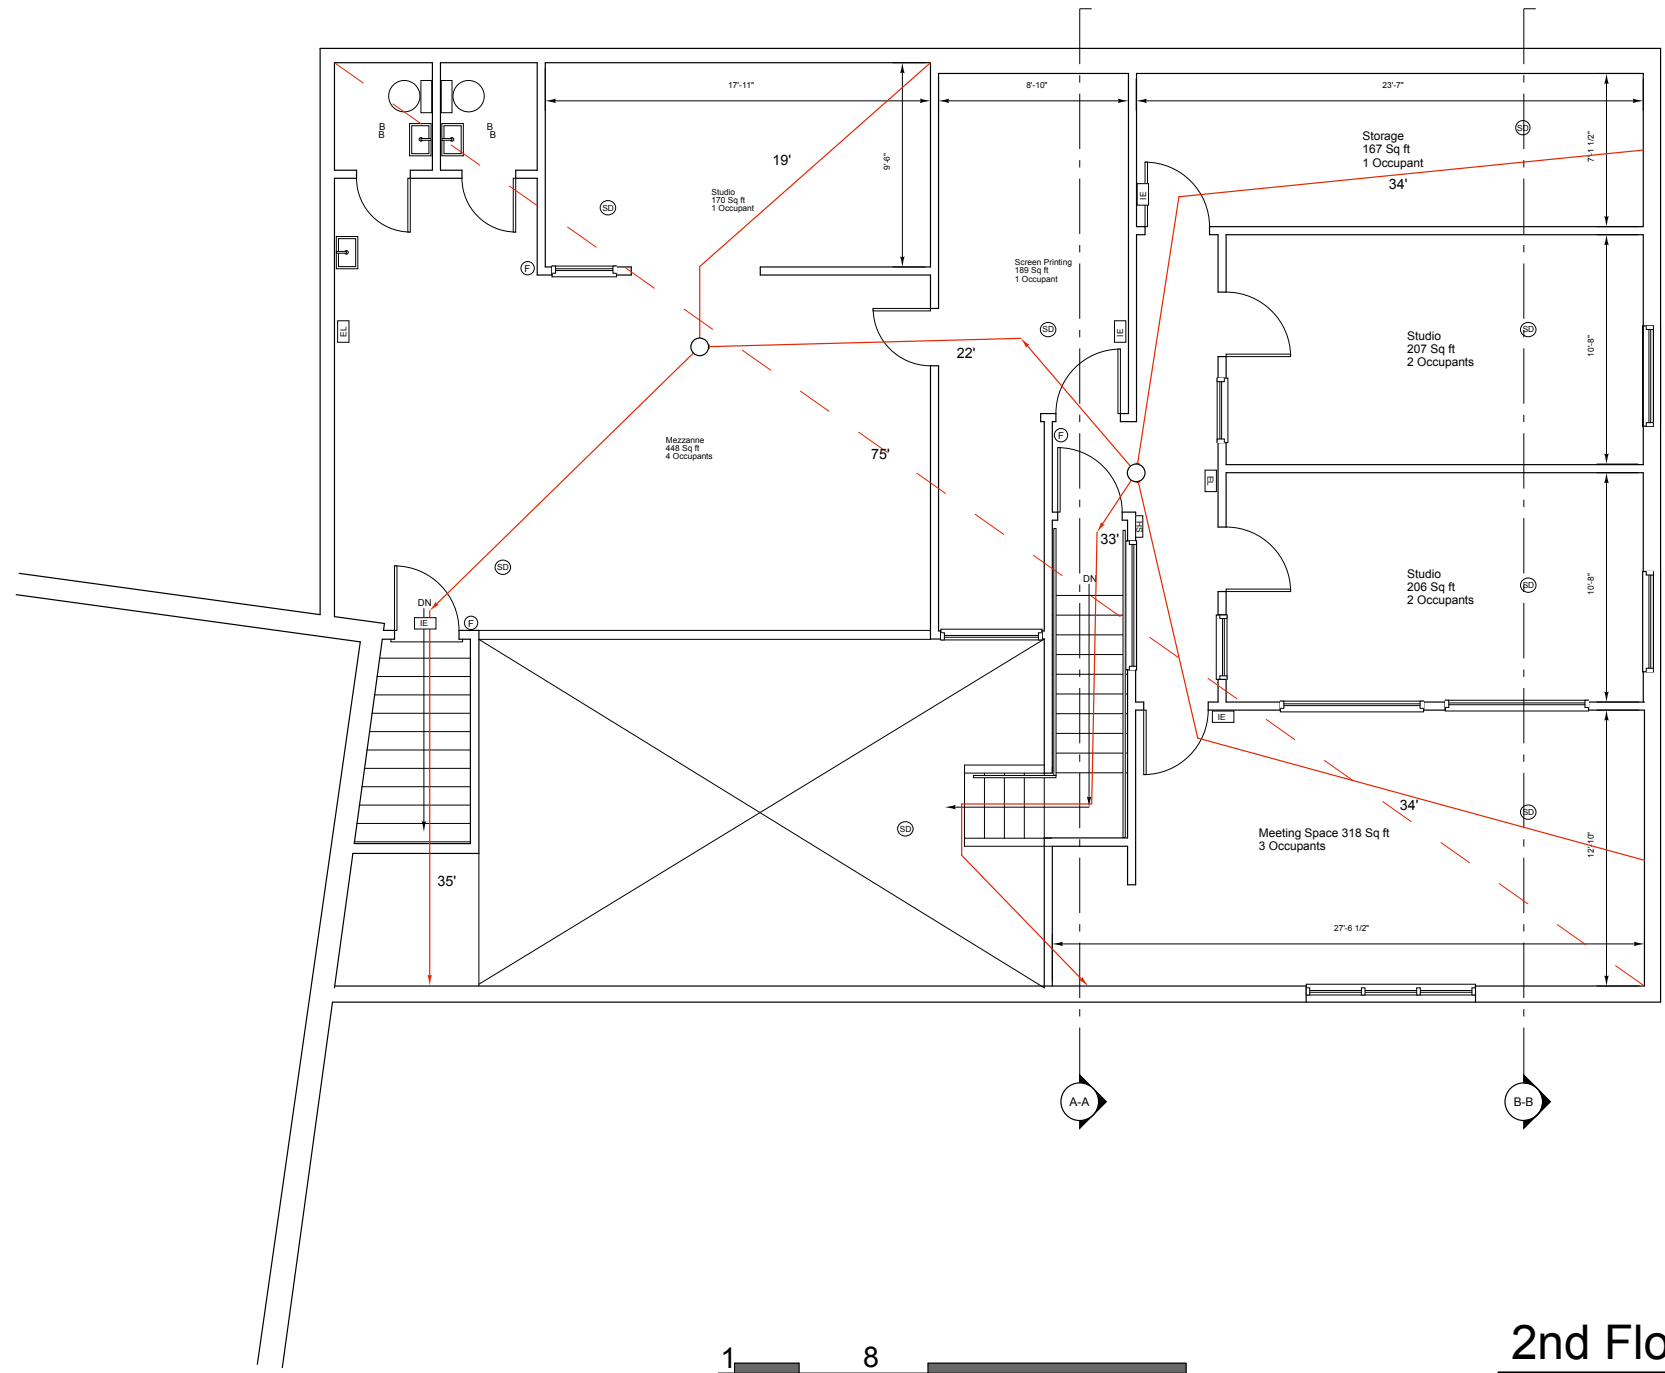 17'-11"
8'-10"
23'-7"
B
B
B
B
SD
Storage
167 Sq ft
1 Occupant
7'-1 1/2"
19'
9'-6"
34'
Studio
170 Sq ft
1 Occupant
IE
SD
F
Screen Printing
189 Sq ft
1 Occupant
EL
SD
IE
Studio
207 Sq ft
2 Occupants
SD
10'-8"
22'
Mezzanne
448 Sq ft
4 Occupants
75'
F
EL
HS
33'
SD
DN
IE
F
DN
Studio
206 Sq ft
2 Occupants
SD
10'-8"
IE
34'
SD
SD
Meeting Space 318 Sq ft
3 Occupants
12'-10"
35'
27'-6 1/2"
A-A
B-B
1
8
2nd Flo